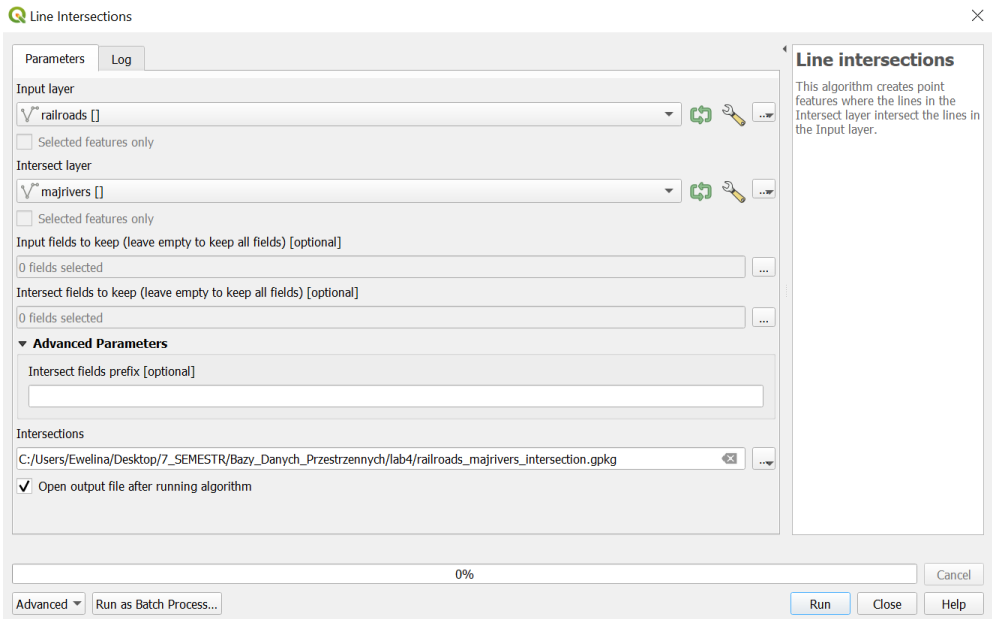 Line Intersections
Parameters
Log
Input layer
railroads []
...
Selected features only
Intersect layer
majrivers []
...
Selected features only
Input fields to keep (leave empty to keep all fields) [optional]
0 fields selected
...
Intersect fields to keep (leave empty to keep all fields) [optional]
0 fields selected
...
Advanced Parameters
Intersect fields prefix [optional]
Intersections
C:/Users/Ewelina/Desktop/7_SEMESTR/Bazy_Danych_Przestrzennych/lab4/railroads_majrivers_intersection.gpkg
...
Open output file after running algorithm
Line intersections
This algorithm creates point
features where the lines in the
Intersect layer intersect the lines in
the Input layer.
0%
Cancel
Advanced
Run as Batch Process...
Run
Close
Help